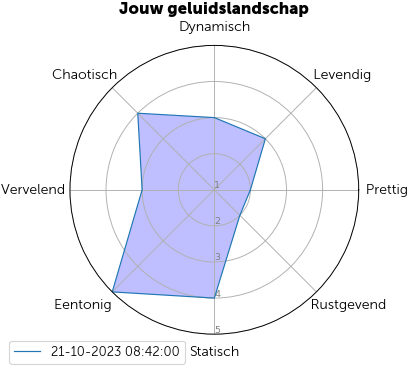 Jouw geluidslandschap
Dynamisch
Chaotisch
Levendig
Vervelend
1
Prettig
2
3
4
Eentonig
Rustgevend
5
21-10-2023 08:42:00
Statisch